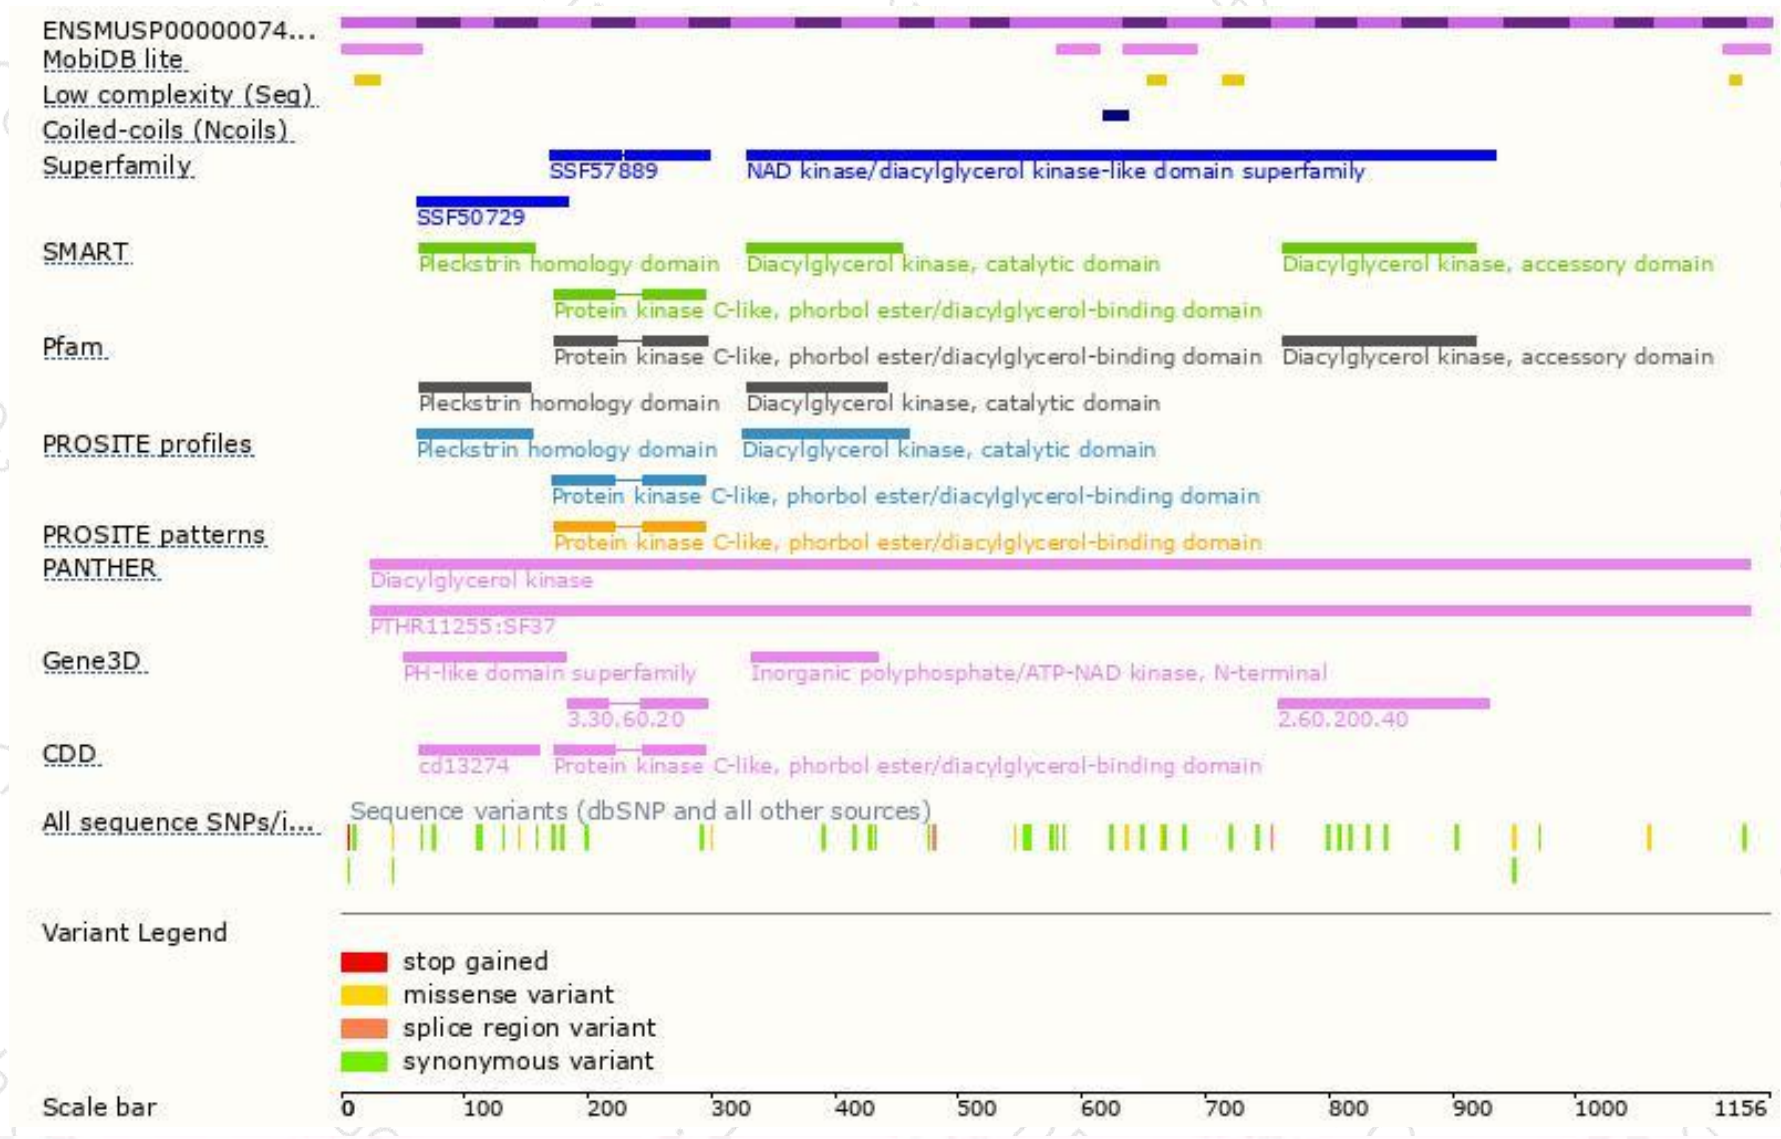 ENSMUSP00000074...
MobiDB lite
Low complexity (Seg)
Coiled-coils (Ncoils)
Superfamily
SSF57889 NAD kinase/diacylglycerol kinase-like domain superfamily
SSF50729
SMART
Pleckstrin homology domain Diacylglycerol kinase, catalytic domain Diacylglycerol kinase, accessory domain
Protein kinase C-like, phorbol ester/diacylglycerol-binding domain
Pfam
Protein kinase C-like, phorbol ester/diacylglycerol-binding domain Diacylglycerol kinase, accessory domain
Pleckstrin homology domain Diacylglycerol kinase, catalytic domain
PROSITE profiles
Pleckstrin homology domain Diacylglycerol kinase, catalytic domain
Protein kinase C-like, phorbol ester/diacylglycerol-binding domain
PROSITE patterns
Protein kinase C-like, phorbol ester/diacylglycerol-binding domain
PANTHER
Diacylglycerol kinase
PTHR11255:SF37
Gene3D
PH-like domain superfamily Inorganic polyphosphate/ATP-NAD kinase, N-terminal
3.30.60.20 2.60.200.40
CDD
cd13274 Protein kinase C-like, phorbol ester/diacylglycerol-binding domain
Sequence variants (dbSNP and all other sources)
All sequence SNPs/i...
Variant Legend
stop gained
missense variant
splice region variant
synonymous variant
Scale bar 0 100 200 300 400 500 600 700 800 900 1000 1156